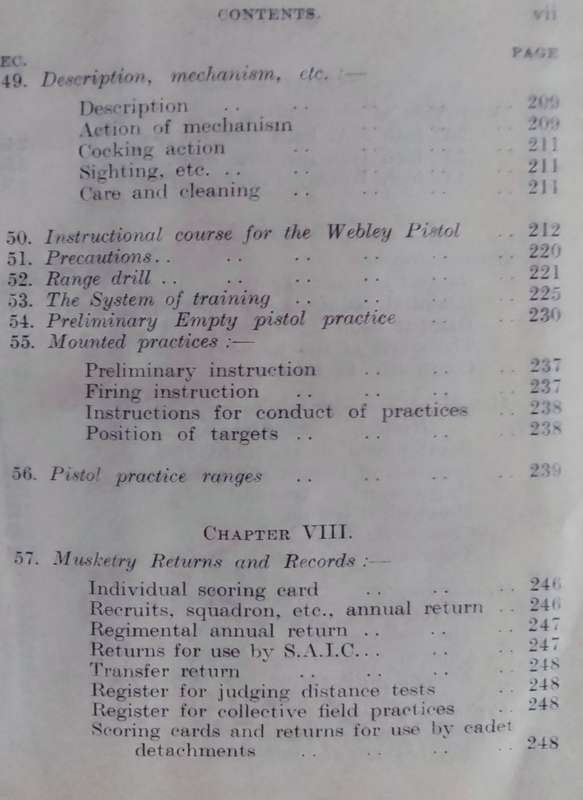 CONTENTS. vii
EC. PAGE
49. Description, mechanism, etc. :—
Description .. .. .. .. .. 209
Action of mechanism .. .. .. 209
Cocking action .. .. .. .. 211
Sighting, etc. .. .. .. .. .. 211
Care and cleaning .. .. .. .. 211
50. Instructional course for the Webley Pistol .. 212
51. Precautions.. .. .. .. .. .. 220
52. Range drill .. .. .. .. .. .. 221
53. The System of training .. .. .. .. 225
54. Preliminary Empty pistol practice .. .. 230
55. Mounted practices :—
Preliminary instruction .. .. .. 237
Firing instruction .. .. .. .. 237
Instructions for conduct of practices .. 238
Position of targets .. .. .. .. 238
56. Pistol practice ranges .. .. .. .. 239
CHAPTER VIII.
57. Musketry Returns and Records :—
Individual scoring card .. .. .. 246
Recruits, squadron, etc., annual return .. 246
Regimental annual return .. .. .. 247
Returns for use by S.A.I.C... .. .. 247
Transfer return .. .. .. .. 248
Register for judging distance tests .. 248
Register for collective field practices .. 248
Scoring cards and returns for use by cadet
detachments .. .. .. .. 248